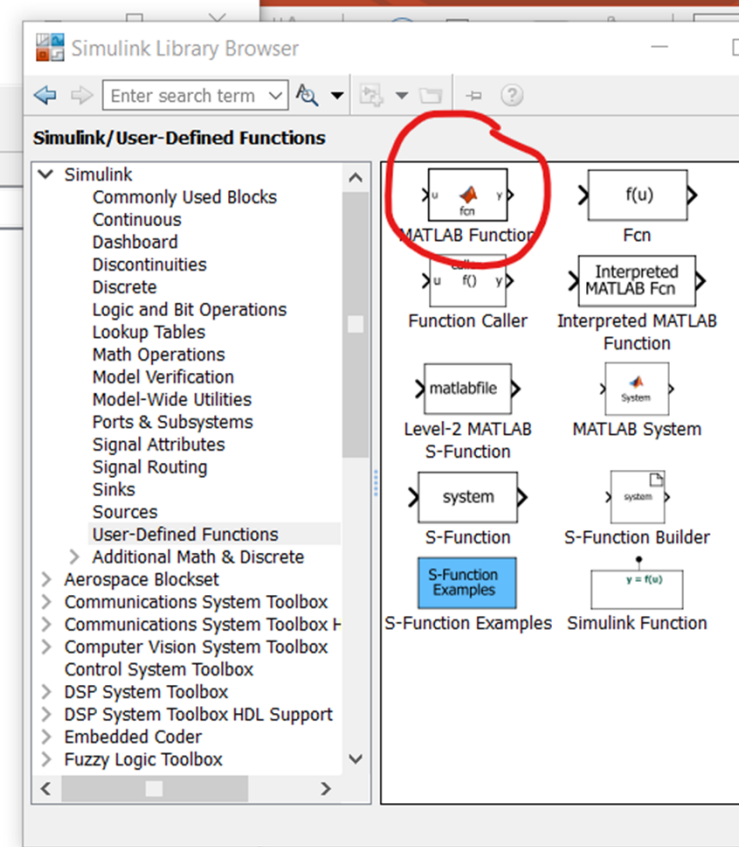 Simulink Library Browser
Enter search term
Simulink/User-Defined Functions
Simulink
Commonly Used Blocks
Continuous
Dashboard
Discontinuities
Discrete
Logic and Bit Operations
Lookup Tables
Math Operations
Model Verification
Model-Wide Utilities
Ports & Subsystems
Signal Attributes
Signal Routing
Sinks
Sources
User-Defined Functions
Additional Math & Discrete
Aerospace Blockset
Communications System Toolbox
Communications System Toolbox H
Computer Vision System Toolbox
Control System Toolbox
DSP System Toolbox
DSP System Toolbox HDL Support
Embedded Coder
Fuzzy Logic Toolbox
u y
fcn
MATLAB Function
f(u)
Fcn
u f() y
Function Caller
Interpreted
MATLAB Fcn
Interpreted MATLAB
Function
matlabfile
Level-2 MATLAB
S-Function
System
MATLAB System
system
S-Function
system
S-Function Builder
S-Function
Examples
S-Function Examples
y = f(u)
Simulink Function